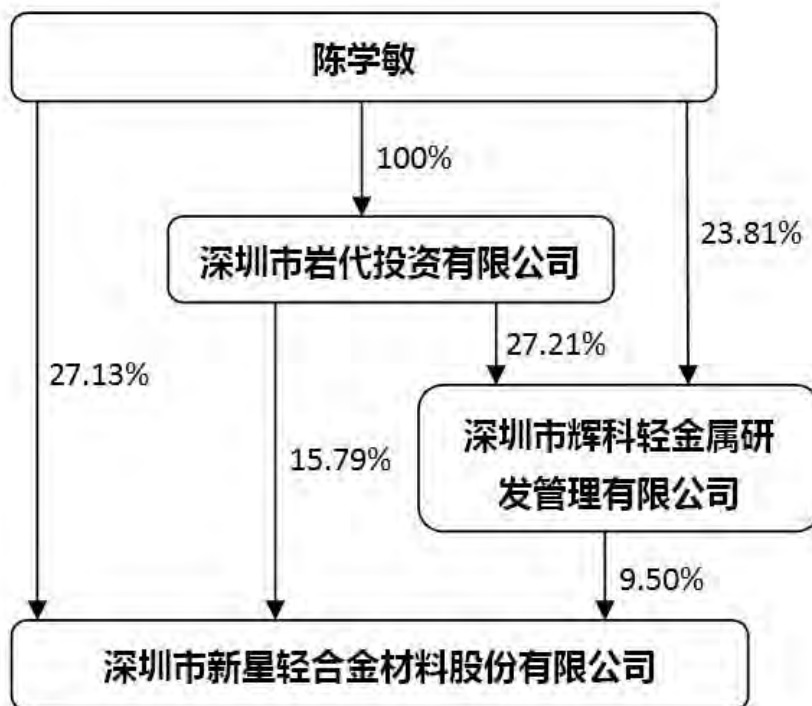 陈学敏
100%
深圳市岩代投资有限公司
23.81%
27.21%
27.13%
深圳市辉科轻金属研
发管理有限公司
15.79%
9.50%
深圳市新星轻合金材料股份有限公司